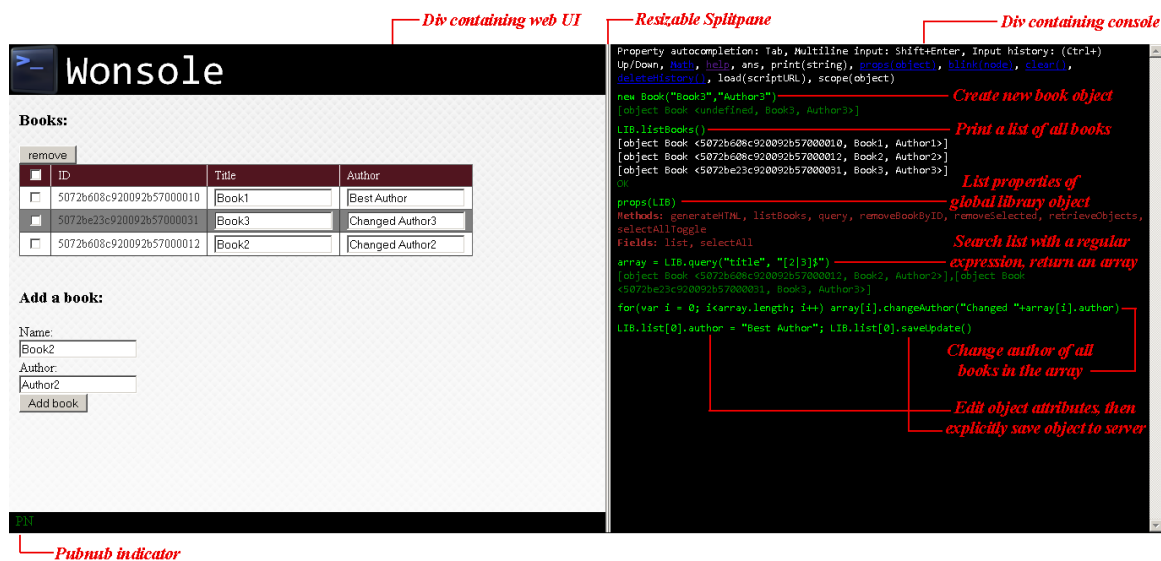 Div containing web UI
Resizable Splitpane
Div containing console
>_
Wonsole
Books:
remove
ID Title Author
5072b608c920092b57000010 Book1 Best Author
5072be23c920092b57000031 Book3 Changed Author3
5072b608c920092b57000012 Book2 Changed Author2
Add a book:
Name:
Book2
Author:
Author2
Add book
PN
Pubnub indicator
Property autocompletion: Tab, Multiline input: Shift+Enter, Input history: (Ctrl+)
Up/Down, Math, help, ans, print(string), props(object), blink(node), clear(),
deleteHistory(), load(scriptURL), scope(object)
new Book("Book3","Author3")
Create new book object
[object Book <undefined, Book3, Author3>]
LIB.listBooks()
Print a list of all books
[object Book <5072b608c920092b57000010, Book1, Author1>]
[object Book <5072b608c920092b57000012, Book2, Author2>]
[object Book <5072be23c920092b57000031, Book3, Author3>]
OK
List properties of
global library object
props(LIB)
Methods: generateHTML, listBooks, query, removeBookByID, removeSelected, retrieveObjects,
selectAllToggle
Fields: list, selectAll
Search list with a regular
expression, return an array
array = LIB.query("title", "[2|3]$")
[object Book <5072b608c920092b57000012, Book2, Author2>],[object Book
<5072be23c920092b57000031, Book3, Author3>]
for(var i = 0; i<array.length; i++) array[i].changeAuthor("Changed "+array[i].author)
LIB.list[0].author = "Best Author"; LIB.list[0].saveUpdate()
Change author of all
books in the array
Edit object attributes, then
explicitly save object to server